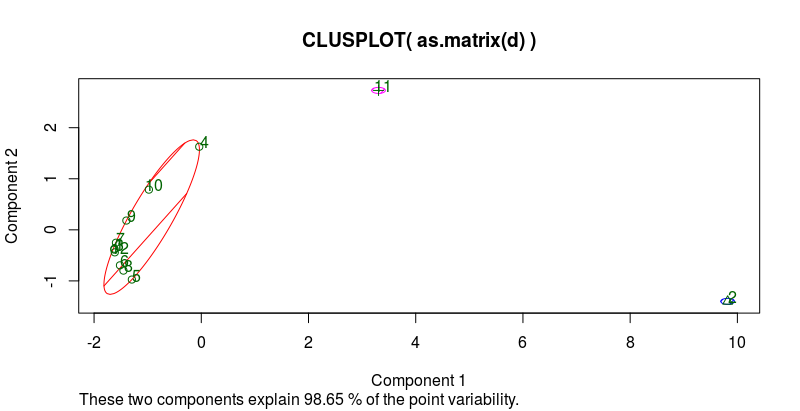 CLUSPLOT( as.matrix(d) )
11
2
4
1
10
9
0
7
-1
5
-2 0 2 4 6 8 10
Component 2
Component 1
These two components explain 98.65 % of the point variability.